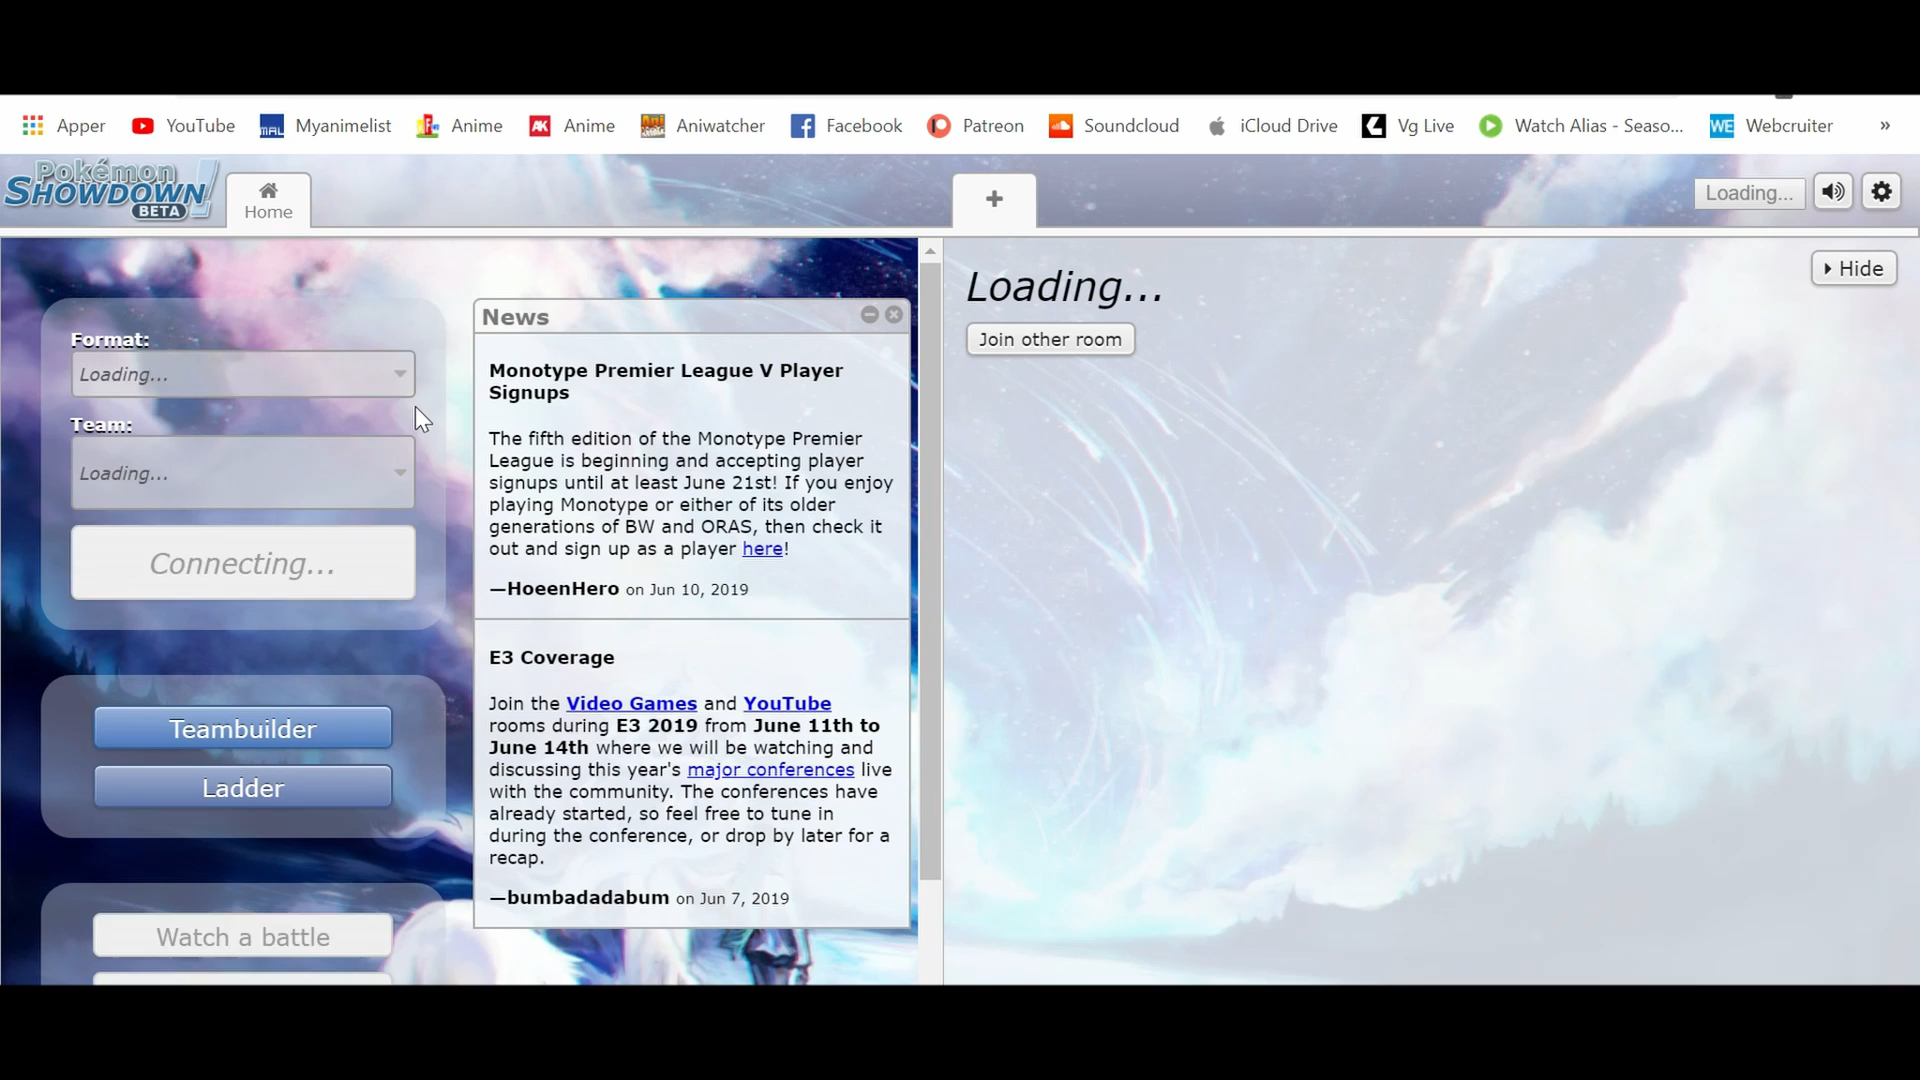 Apper YouTube MAL Myanimelist Anime AK Anime Aniwatcher Facebook Patreon Soundcloud iCloud Drive Vg Live Watch Alias - Seaso... WE Webcruiter »
Pokémon
SHOWDOWN!
BETA
Home
+
Loading...
Format:
Loading...
Team:
Loading...
Connecting...
Teambuilder
Ladder
Watch a battle
News
Monotype Premier League V Player
Signups
The fifth edition of the Monotype Premier
League is beginning and accepting player
signups until at least June 21st! If you enjoy
playing Monotype or either of its older
generations of BW and ORAS, then check it
out and sign up as a player here!
—HoeenHero on Jun 10, 2019
E3 Coverage
Join the Video Games and YouTube
rooms during E3 2019 from June 11th to
June 14th where we will be watching and
discussing this year's major conferences live
with the community. The conferences have
already started, so feel free to tune in
during the conference, or drop by later for a
recap.
—bumbadadabum on Jun 7, 2019
Loading...
Hide
Join other room